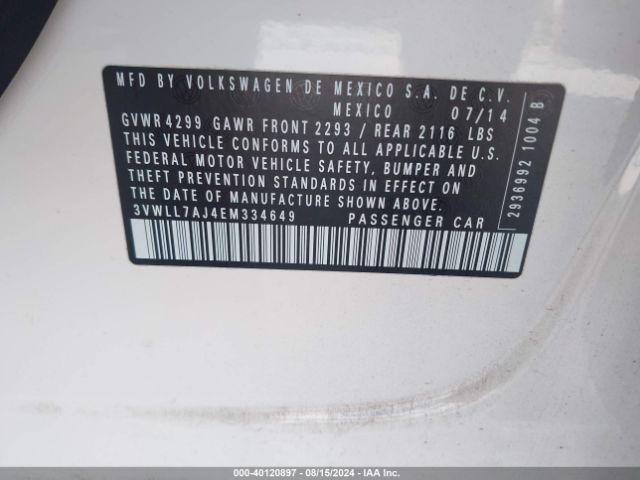 MFD BY VOLKSWAGEN DE MEXICO S.A. DE C.V.
MEXICO 07/14
GVWR 4299 GAWR FRONT 2293 / REAR 2116 LBS
THIS VEHICLE CONFORMS TO ALL APPLICABLE U.S.
FEDERAL MOTOR VEHICLE SAFETY, BUMPER AND
THEFT PREVENTION STANDARDS IN EFFECT ON
THE DATE OF MANUFACTURE SHOWN ABOVE.
3VWLL7AJ4EM334649 PASSENGER CAR
2936992 1004 B
000-40120897 - 08/15/2024 - IAA Inc.